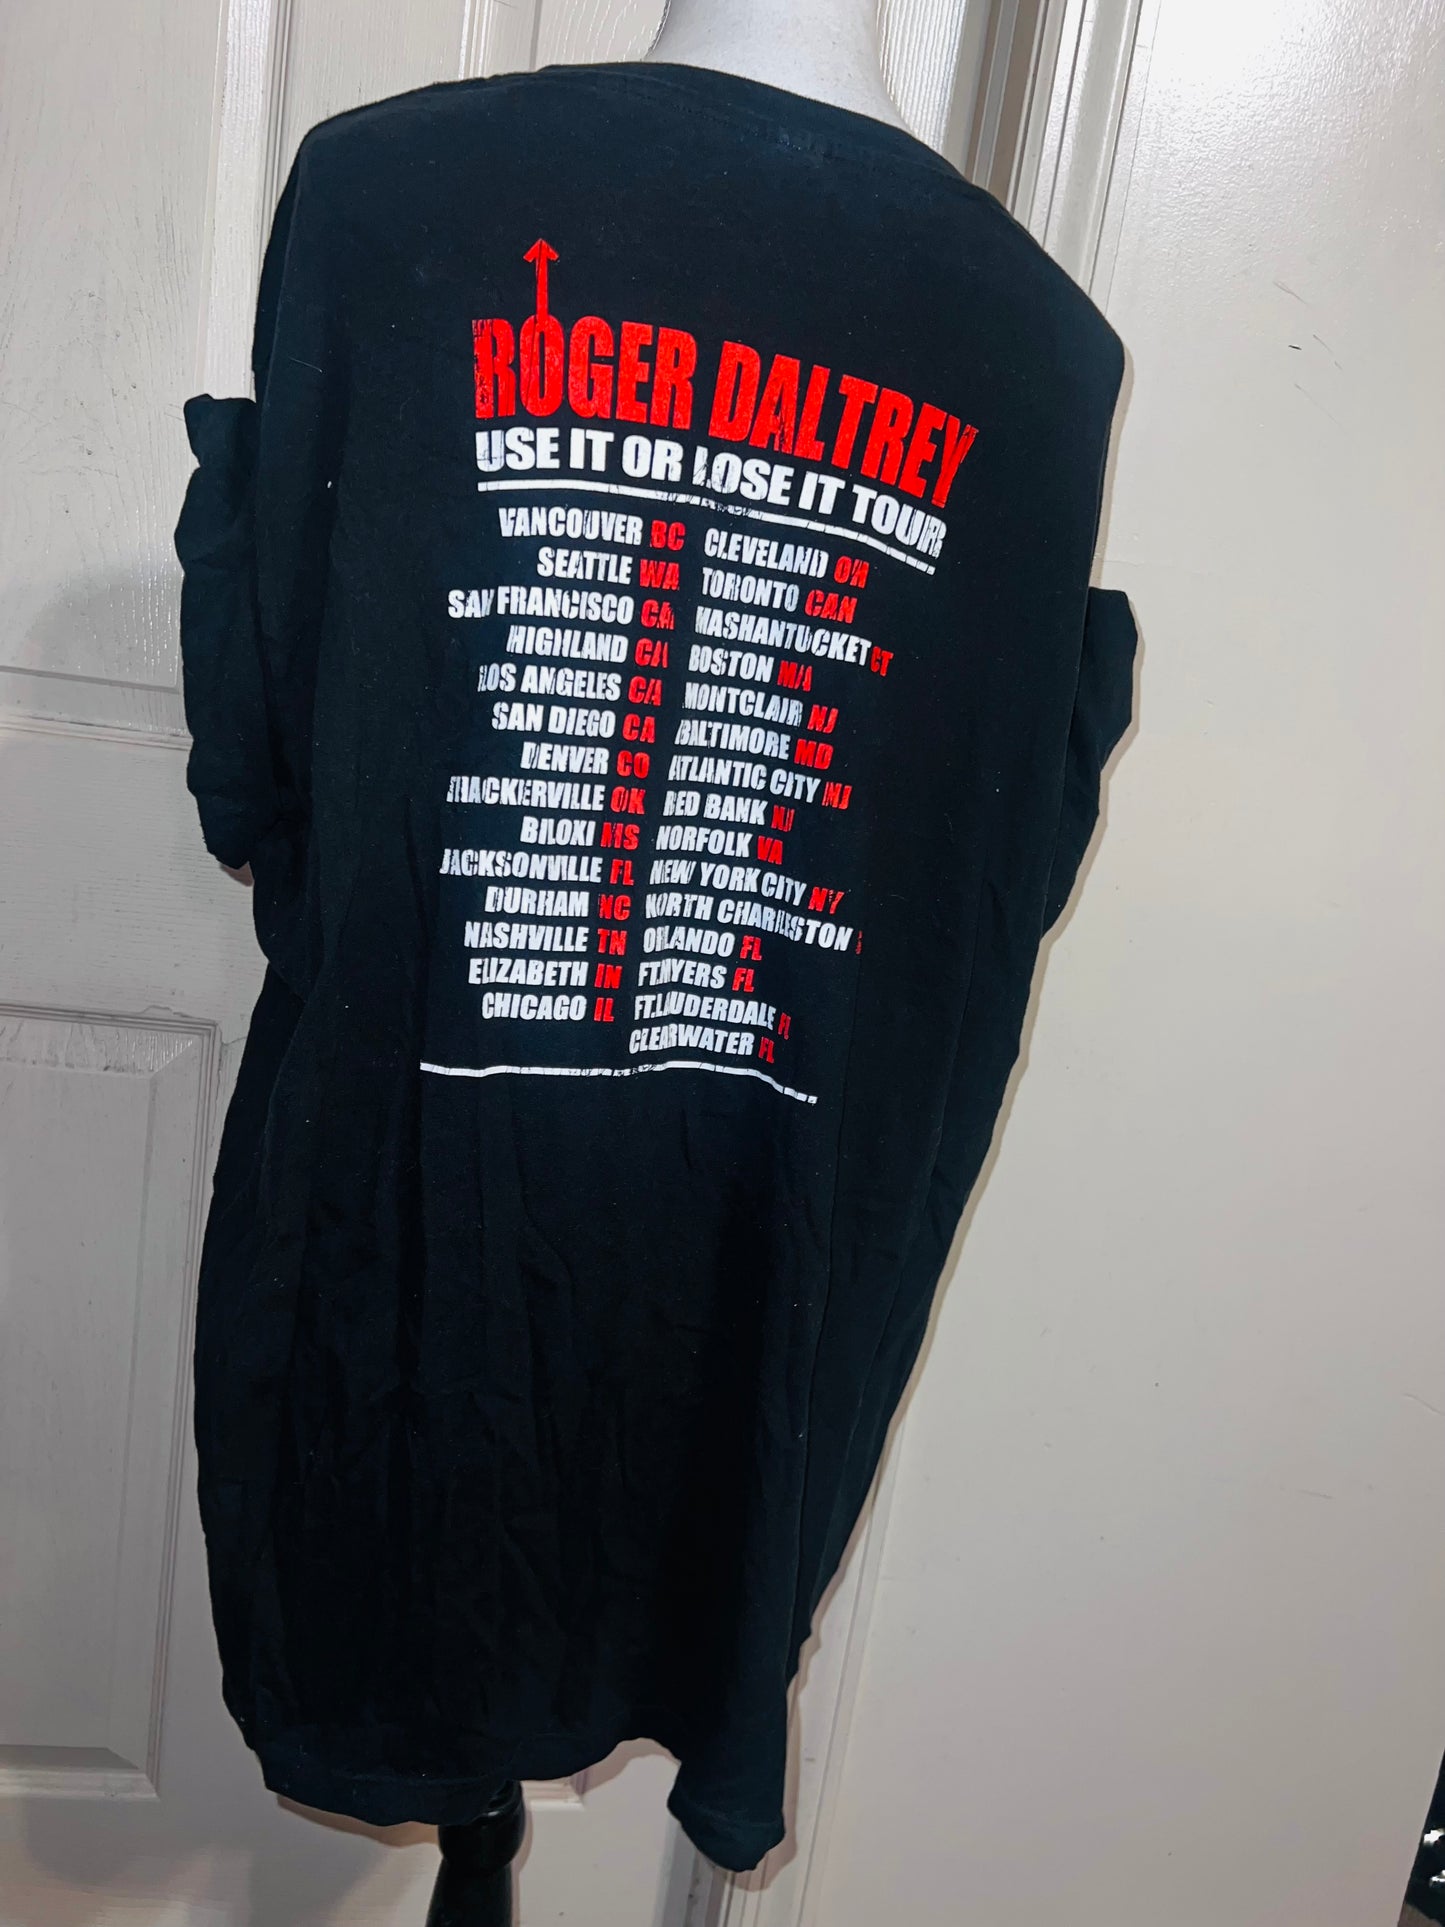 ROGER DALTREY
USE IT OR LOSE IT TOUR
VANCOUVER BC
SEATTLE WA
SAN FRANCISCO CA
HIGHLAND CA
LOS ANGELES CA
SAN DIEGO CA
DENVER CO
THACKERVILLE OK
BILOXI MS
JACKSONVILLE FL
DURHAM NC
NASHVILLE TN
ELIZABETH IN
CHICAGO IL
CLEVELAND OH
TORONTO CAN
MASHANTUCKET CT
BOSTON MA
MONTCLAIR NJ
BALTIMORE MD
ATLANTIC CITY NJ
RED BANK NJ
NORFOLK VA
NEW YORK CITY NY
NORTH CHARLESTON
ORLANDO FL
FT.MYERS FL
FT.LAUDERDALE FL
CLEARWATER FL